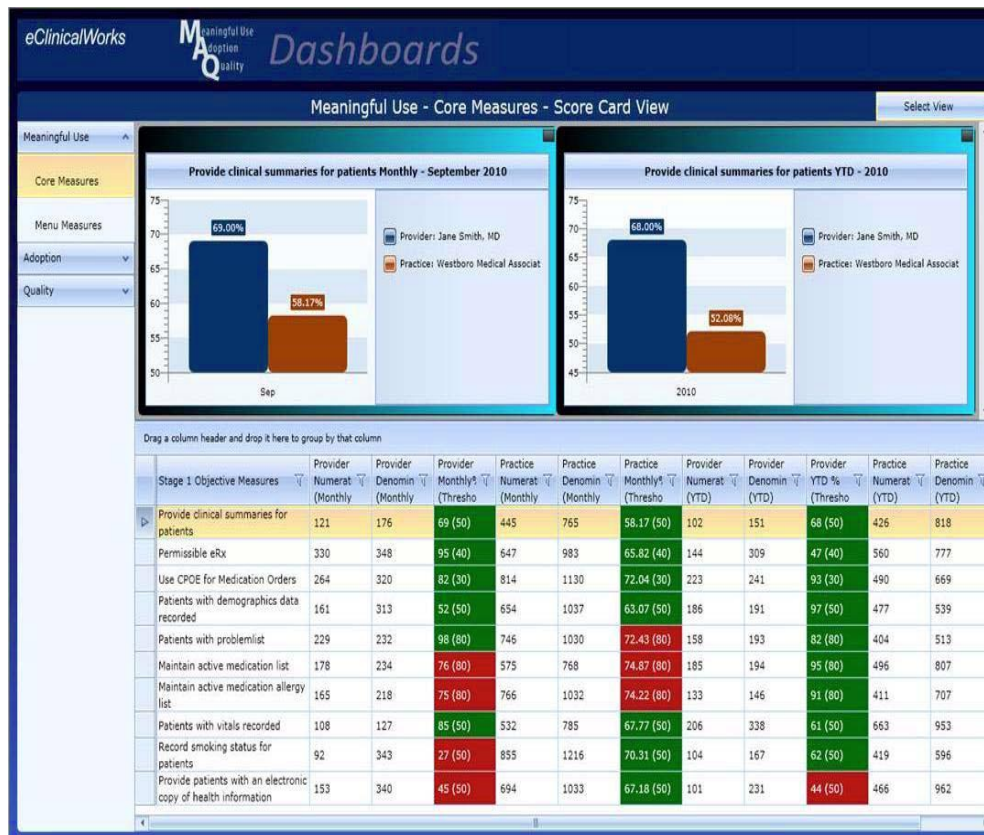 eClinicalWorks
Meaningful Use
Adoption
Quality
Dashboards
Meaningful Use - Core Measures - Score Card View
Select View
Meaningful Use
Core Measures
Menu Measures
Adoption
Quality
Provide clinical summaries for patients Monthly - September 2010
75
70
65
60
55
50
69.00%
58.17%
Sep
Provider: Jane Smith, MD
Practice: Westboro Medical Associat
Provide clinical summaries for patients YTD - 2010
75
70
65
60
55
50
45
68.00%
52.08%
2010
Provider: Jane Smith, MD
Practice: Westboro Medical Associat
Drag a column header and drop it here to group by that column
Stage 1 Objective Measures
Provider Numerat (Monthly
Provider Denomin (Monthly
Provider Monthly% (Thresho
Practice Numerat (Monthly
Practice Denomin (Monthly
Practice Monthly% (Thresho
Provider Numerat (YTD)
Provider Denomin (YTD)
Provider YTD % (Thresho
Practice Numerat (YTD)
Practice Denomin (YTD)
Provide clinical summaries for patients 121 176 69 (50) 445 765 58.17 (50) 102 151 68 (50) 426 818
Permissible eRx 330 348 95 (40) 647 983 65.82 (40) 144 309 47 (40) 560 777
Use CPOE for Medication Orders 264 320 82 (30) 814 1130 72.04 (30) 223 241 93 (30) 490 669
Patients with demographics data recorded 161 313 52 (50) 654 1037 63.07 (50) 186 191 97 (50) 477 539
Patients with problemlist 229 232 98 (80) 746 1030 72.43 (80) 158 193 82 (80) 404 513
Maintain active medication list 178 234 76 (80) 575 768 74.87 (80) 185 194 95 (80) 496 807
Maintain active medication allergy list 165 218 75 (80) 766 1032 74.22 (80) 133 146 91 (80) 411 707
Patients with vitals recorded 108 127 85 (50) 532 785 67.77 (50) 206 338 61 (50) 663 953
Record smoking status for patients 92 343 27 (50) 855 1216 70.31 (50) 104 167 62 (50) 419 596
Provide patients with an electronic copy of health information 153 340 45 (50) 694 1033 67.18 (50) 101 231 44 (50) 466 962